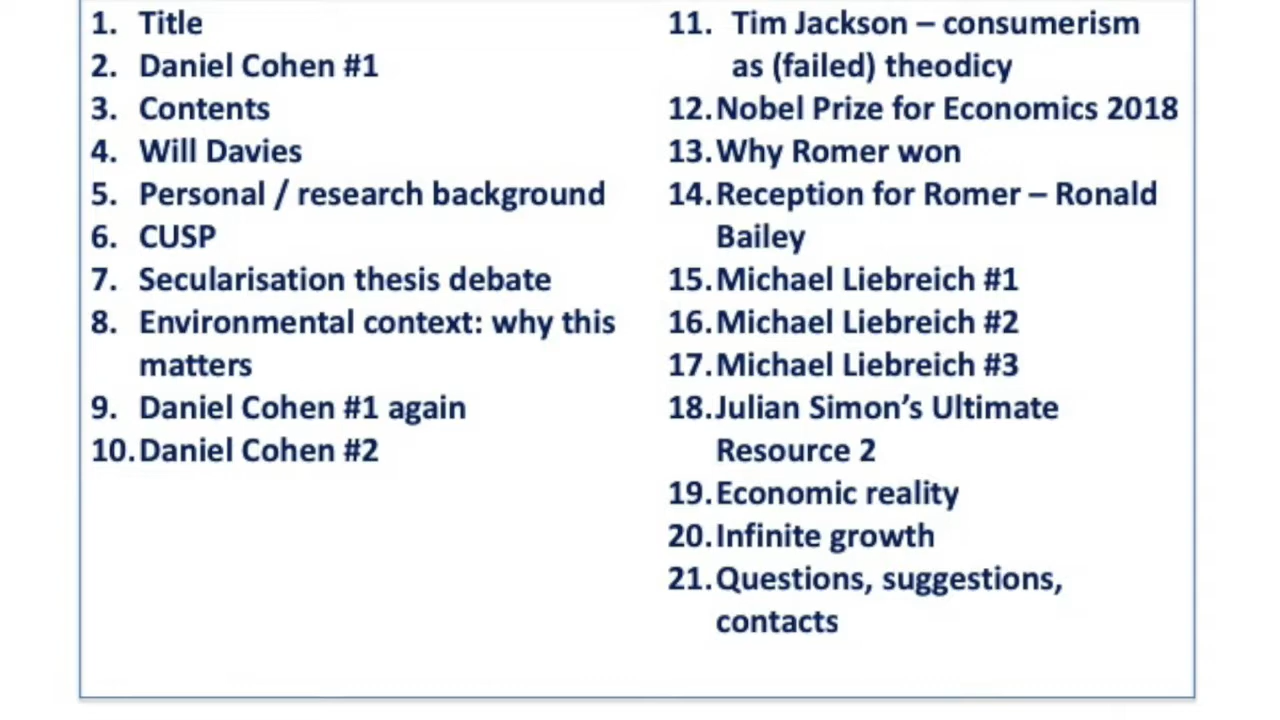 1. Title
2. Daniel Cohen #1
3. Contents
4. Will Davies
5. Personal / research background
6. CUSP
7. Secularisation thesis debate
8. Environmental context: why this
matters
9. Daniel Cohen #1 again
10. Daniel Cohen #2
11. Tim Jackson – consumerism
as (failed) theodicy
12. Nobel Prize for Economics 2018
13. Why Romer won
14. Reception for Romer – Ronald
Bailey
15. Michael Liebreich #1
16. Michael Liebreich #2
17. Michael Liebreich #3
18. Julian Simon’s Ultimate
Resource 2
19. Economic reality
20. Infinite growth
21. Questions, suggestions,
contacts